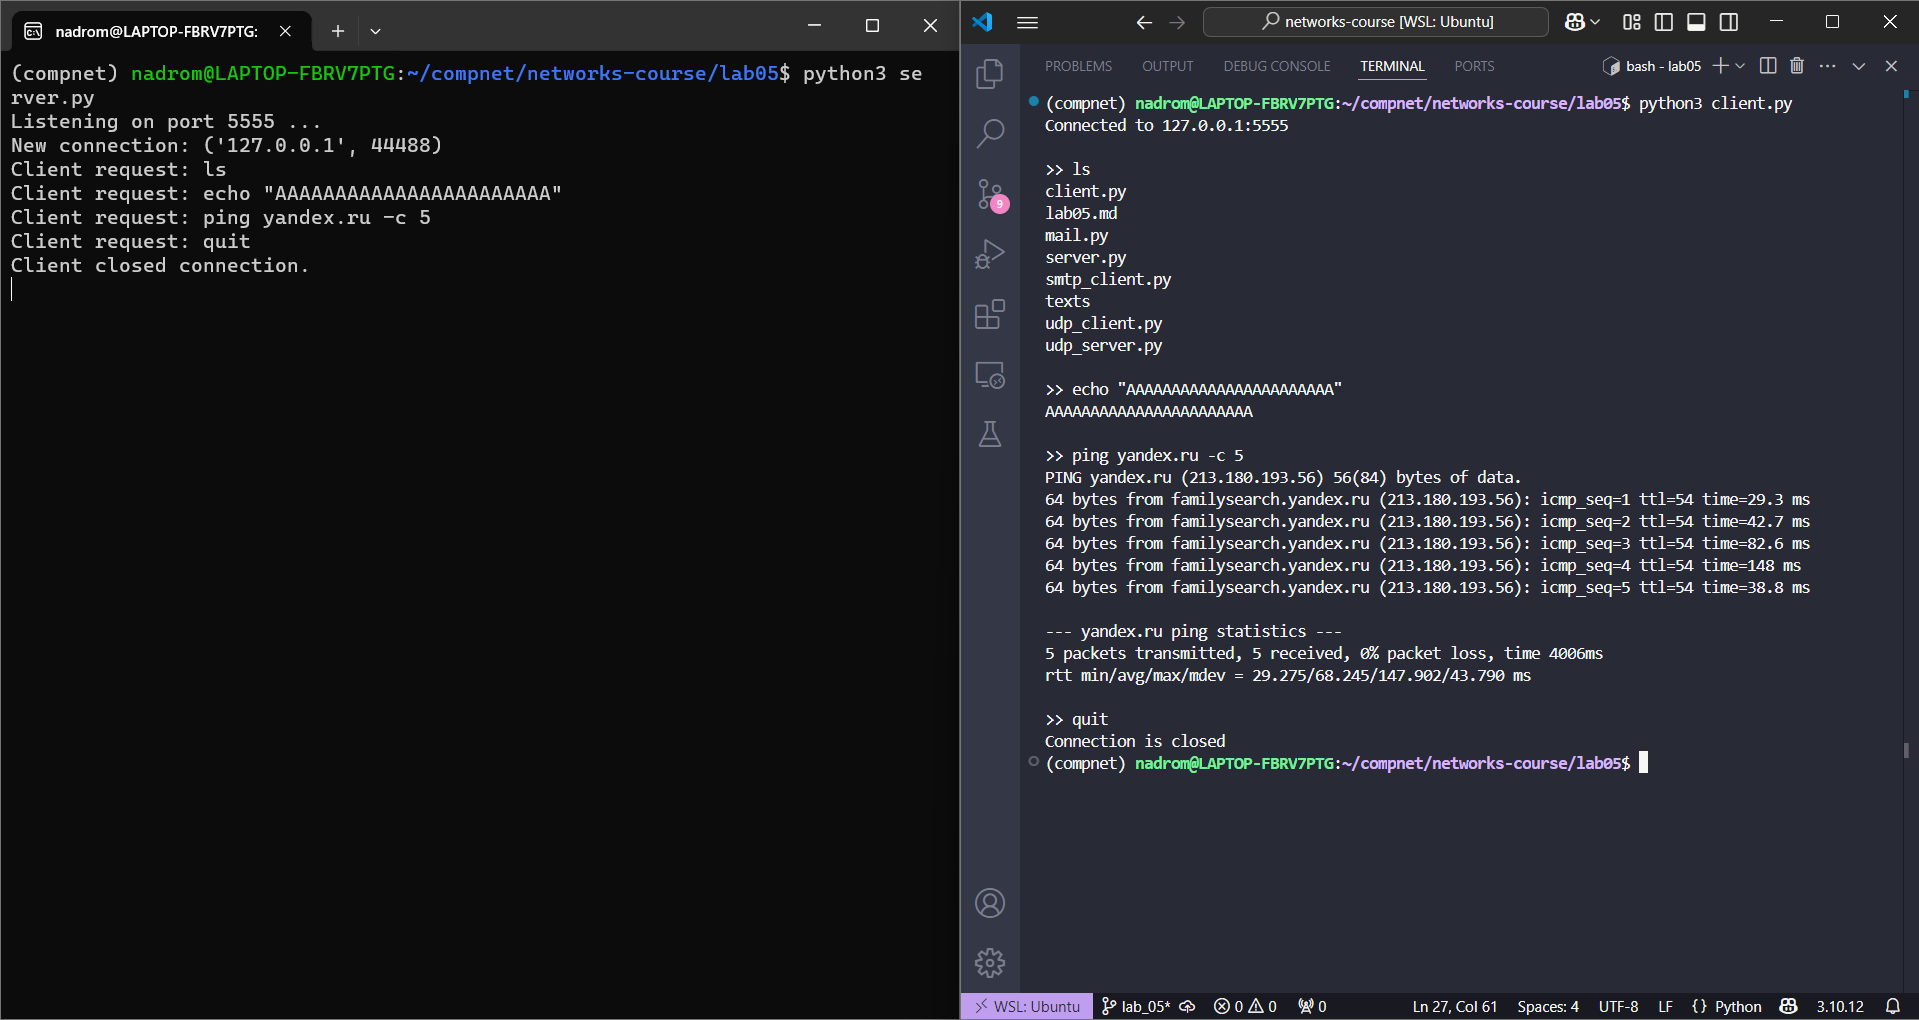 nadrom@LAPTOP-FBRV7PTG:
(compnet) nadrom@LAPTOP-FBRV7PTG:~/compnet/networks-course/lab05$ python3 se
rver.py
Listening on port 5555 ...
New connection: ('127.0.0.1', 44488)
Client request: ls
Client request: echo "AAAAAAAAAAAAAAAAAAAAAAA"
Client request: ping yandex.ru -c 5
Client request: quit
Client closed connection.
networks-course [WSL: Ubuntu]
PROBLEMS OUTPUT DEBUG CONSOLE TERMINAL PORTS bash - lab05
9
(compnet) nadrom@LAPTOP-FBRV7PTG:~/compnet/networks-course/lab05$ python3 client.py
Connected to 127.0.0.1:5555
>> ls
client.py
lab05.md
mail.py
server.py
smtp_client.py
texts
udp_client.py
udp_server.py
>> echo "AAAAAAAAAAAAAAAAAAAAAAA"
AAAAAAAAAAAAAAAAAAAAAAA
>> ping yandex.ru -c 5
PING yandex.ru (213.180.193.56) 56(84) bytes of data.
64 bytes from familysearch.yandex.ru (213.180.193.56): icmp_seq=1 ttl=54 time=29.3 ms
64 bytes from familysearch.yandex.ru (213.180.193.56): icmp_seq=2 ttl=54 time=42.7 ms
64 bytes from familysearch.yandex.ru (213.180.193.56): icmp_seq=3 ttl=54 time=82.6 ms
64 bytes from familysearch.yandex.ru (213.180.193.56): icmp_seq=4 ttl=54 time=148 ms
64 bytes from familysearch.yandex.ru (213.180.193.56): icmp_seq=5 ttl=54 time=38.8 ms
--- yandex.ru ping statistics ---
5 packets transmitted, 5 received, 0% packet loss, time 4006ms
rtt min/avg/max/mdev = 29.275/68.245/147.902/43.790 ms
>> quit
Connection is closed
(compnet) nadrom@LAPTOP-FBRV7PTG:~/compnet/networks-course/lab05$
WSL: Ubuntu lab_05* 0 0 0 Ln 27, Col 61 Spaces: 4 UTF-8 LF {} Python 3.10.12